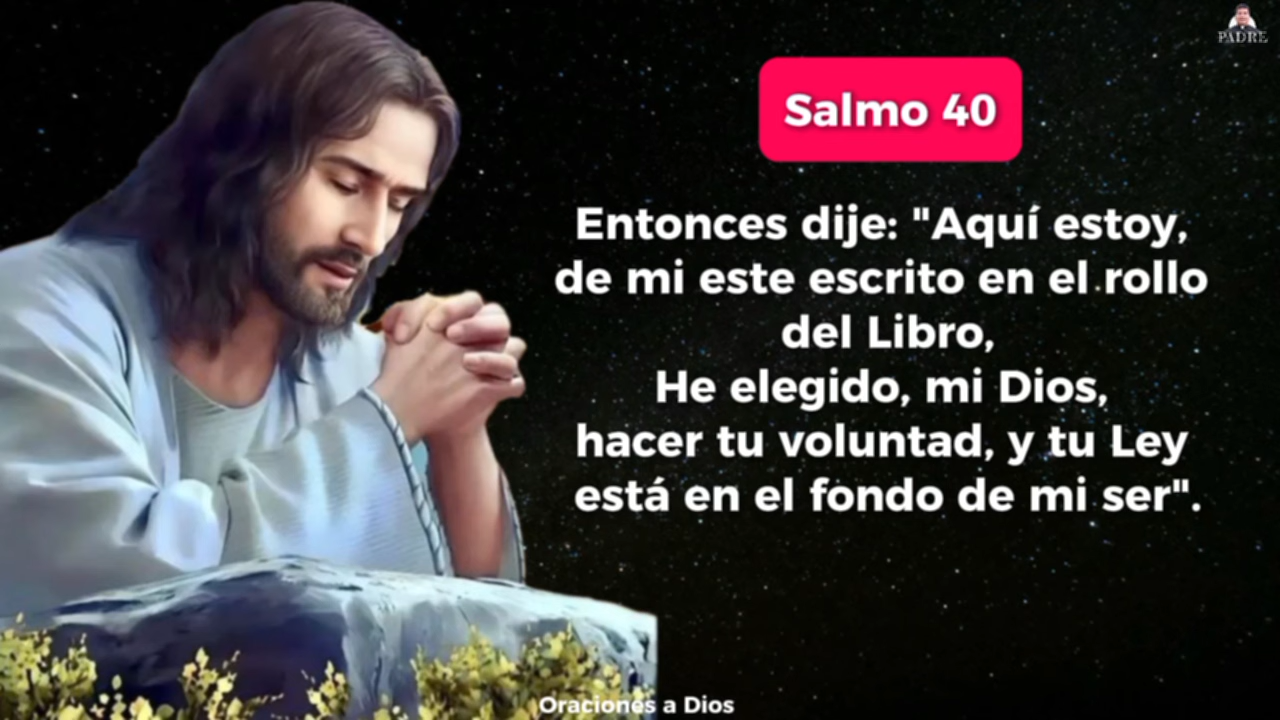 PADRE
Salmo 40
Entonces dije: "Aquí estoy,
de mi este escrito en el rollo
del Libro,
He elegido, mi Dios,
hacer tu voluntad, y tu Ley
está en el fondo de mi ser".
Oraciones a Dios